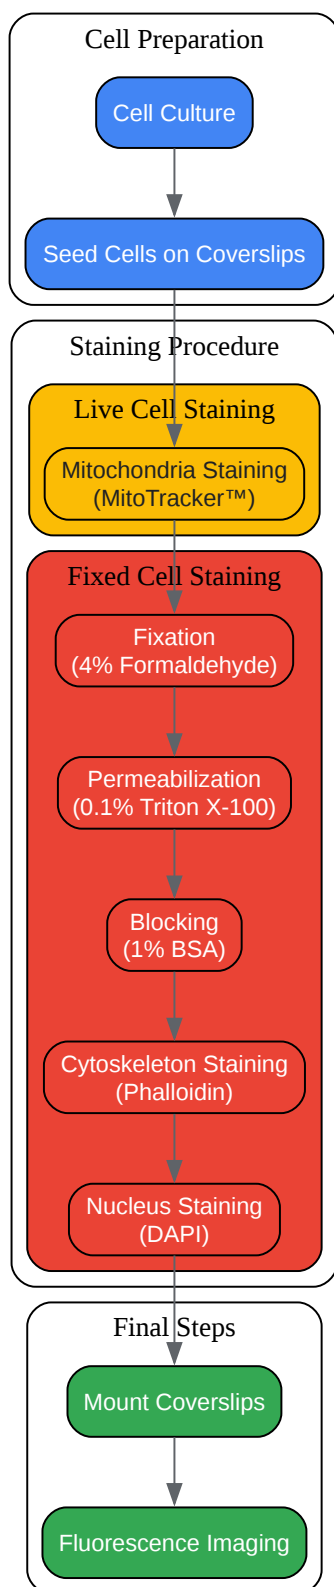 Cell Preparation
Cell Culture
Seed Cells on Coverslips
Staining Procedure
Live Cell Staining
Mitochondria Staining
(MitoTracker™)
Fixed Cell Staining
Fixation
(4% Formaldehyde)
Permeabilization
(0.1% Triton X-100)
Blocking
(1% BSA)
Cytoskeleton Staining
(Phalloidin)
Nucleus Staining
(DAPI)
Final Steps
Mount Coverslips
Fluorescence Imaging